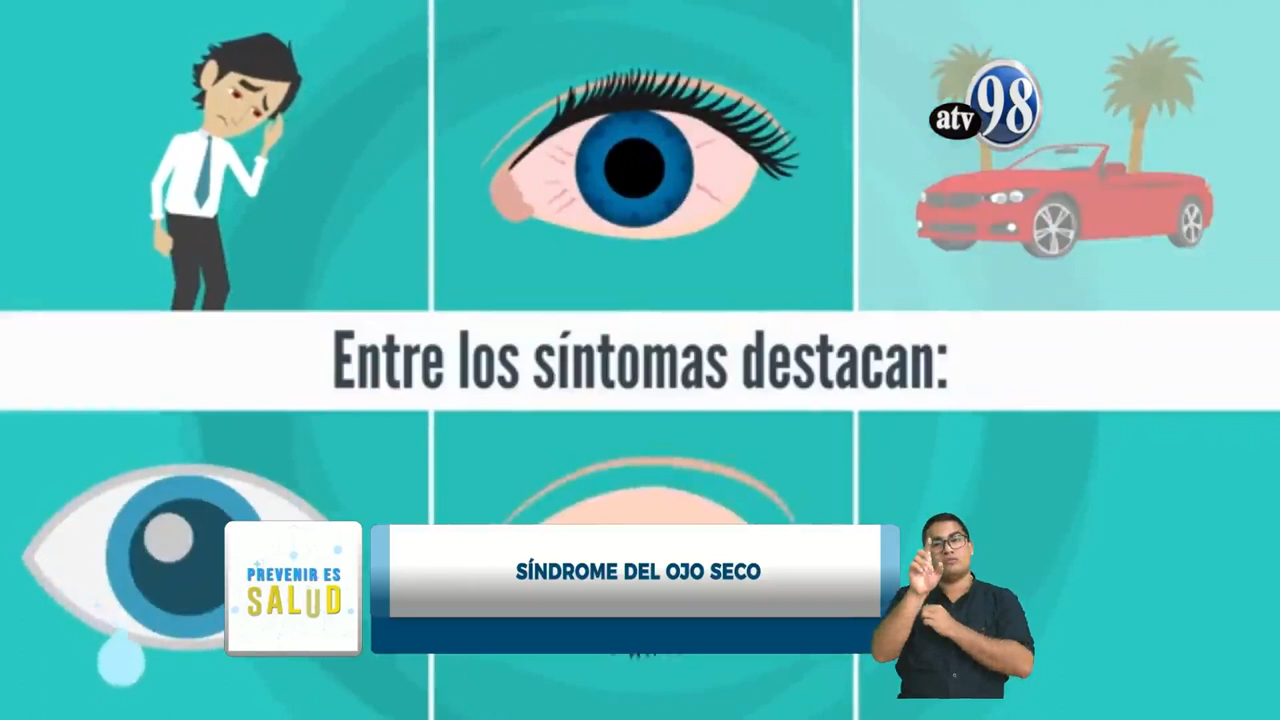 atv 98
Entre los síntomas destacan:
PREVENIR ES
SALUD
SÍNDROME DEL OJO SECO